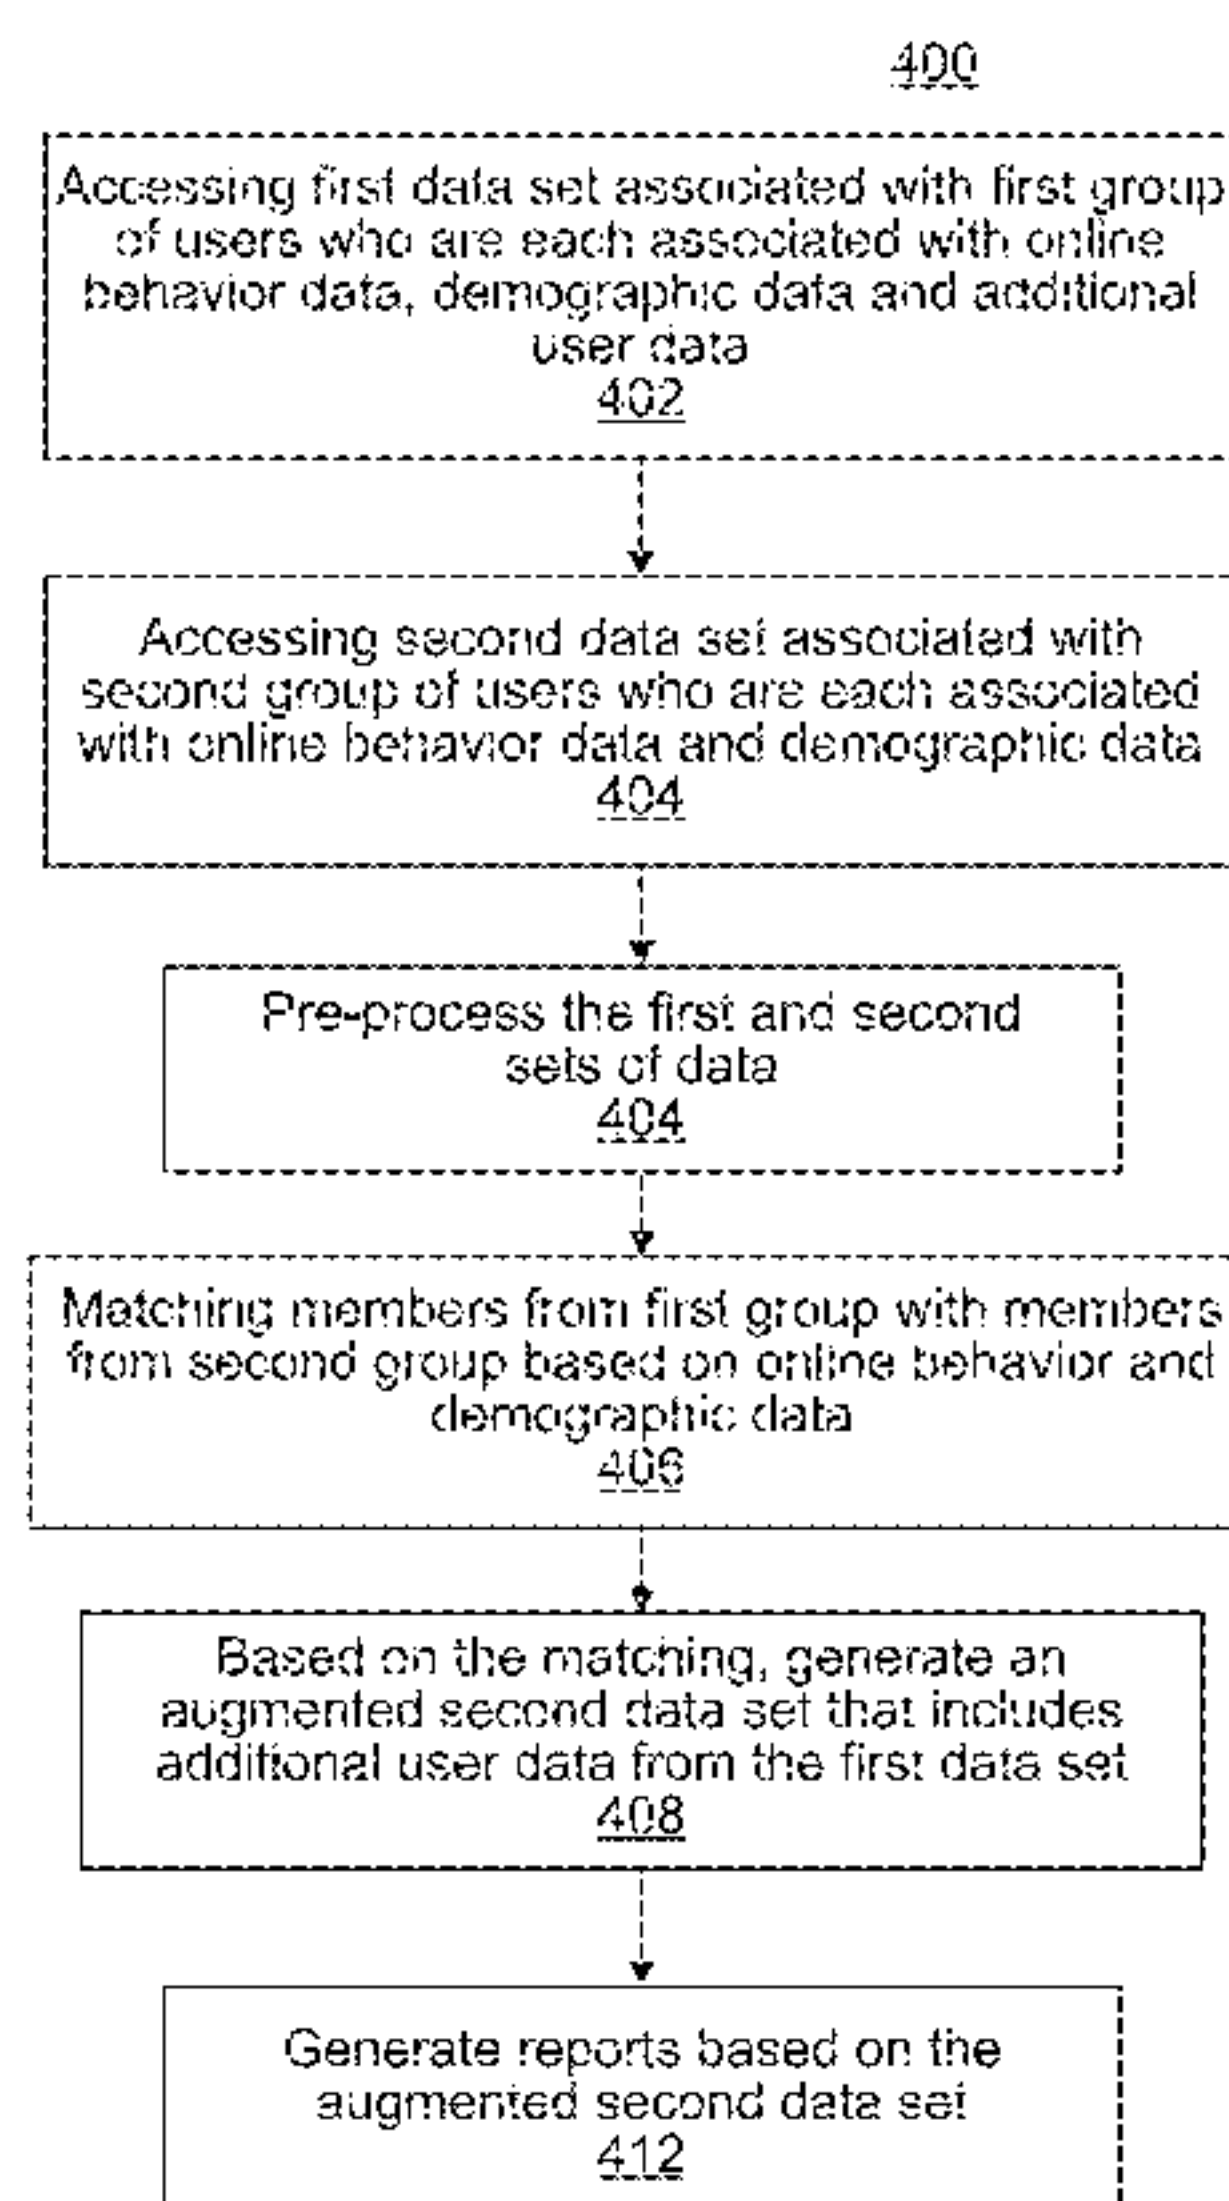 400
Accessing first data set associated with first group
of users who are each associated with online
behavior data, demographic data and additional
user data
402
Accessing second data set associated with
second group of users who are each associated
with online behavior data and demographic data
404
Pre-process the first and second
sets of data
404
Matching members from first group with members
from second group based on online behavior and
demographic data
406
Based on the matching, generate an
augmented second data set that includes
additional user data from the first data set
408
Generate reports based on the
augmented second data set
412